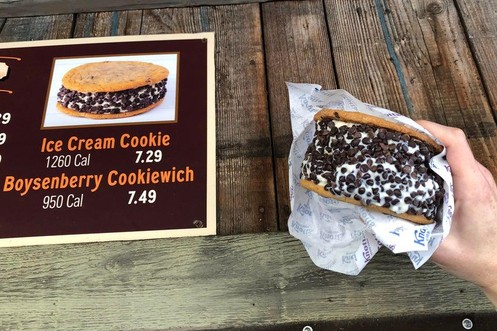 Ice Cream Cookie
1260 Cal 7.29
Boysenberry Cookiewich
950 Cal 7.49